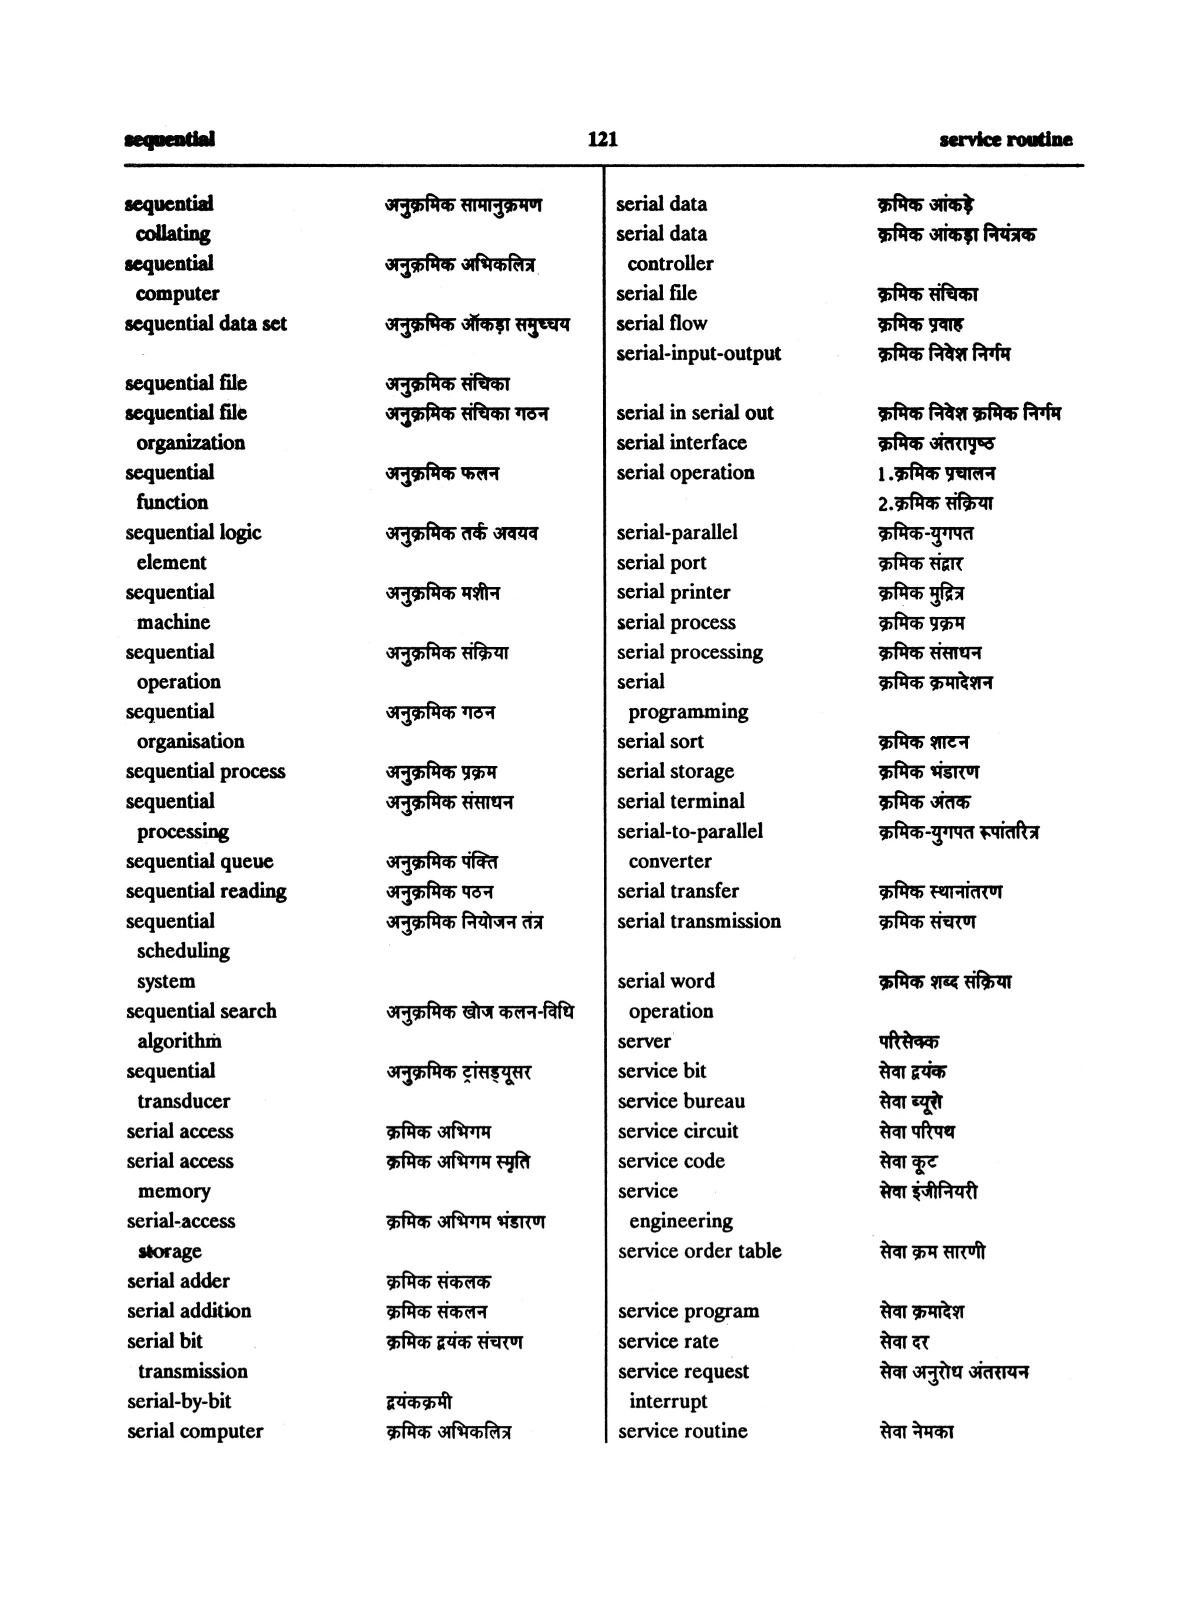 sequential 121 service routine
sequential अनुक्रमिक सामानुक्रमण
collating
sequential अनुक्रमिक अभिकलित्र
computer
sequential data set अनुक्रमिक ऑकड़ा समुच्चय
sequential file अनुक्रमिक संचिका
sequential file अनुक्रमिक संचिका गठन
organization
sequential अनुक्रमिक फलन
function
sequential logic अनुक्रमिक तर्क अवयव
element
sequential अनुक्रमिक मशीन
machine
sequential अनुक्रमिक संक्रिया
operation
sequential अनुक्रमिक गठन
organisation
sequential process अनुक्रमिक प्रक्रम
sequential अनुक्रमिक संसाधन
processing
sequential queue अनुक्रमिक पंक्ति
sequential reading अनुक्रमिक पठन
sequential अनुक्रमिक नियोजन तंत्र
scheduling
system
sequential search अनुक्रमिक खोज कलन-विधि
algorithm
sequential अनुक्रमिक ट्रांसड्यूसर
transducer
serial access क्रमिक अभिगम
serial access क्रमिक अभिगम स्मृति
memory
serial-access क्रमिक अभिगम भंडारण
storage
serial adder क्रमिक संकलक
serial addition क्रमिक संकलन
serial bit क्रमिक द्वयंक संचरण
transmission
serial-by-bit द्वयंकक्रमी
serial computer क्रमिक अभिकलित्र
serial data क्रमिक आंकड़े
serial data क्रमिक आंकड़ा नियंत्रक
controller
serial file क्रमिक संचिका
serial flow क्रमिक प्रवाह
serial-input-output क्रमिक निवेश निर्गम
serial in serial out क्रमिक निवेश क्रमिक निर्गम
serial interface क्रमिक अंतरापृष्ठ
serial operation 1.क्रमिक प्रचालन
2.क्रमिक संक्रिया
serial-parallel क्रमिक-युगपत
serial port क्रमिक संद्वार
serial printer क्रमिक मुद्रित्र
serial process क्रमिक प्रक्रम
serial processing क्रमिक संसाधन
serial क्रमिक क्रमादेशन
programming
serial sort क्रमिक शाटन
serial storage क्रमिक भंडारण
serial terminal क्रमिक अंतक
serial-to-parallel क्रमिक-युगपत रूपांतरित्र
converter
serial transfer क्रमिक स्थानांतरण
serial transmission क्रमिक संचरण
serial word क्रमिक शब्द संक्रिया
operation
server परिसेवक
service bit सेवा द्वयंक
service bureau सेवा ब्यूरो
service circuit सेवा परिपथ
service code सेवा कूट
service सेवा इंजीनियरी
engineering
service order table सेवा क्रम सारणी
service program सेवा क्रमादेश
service rate सेवा दर
service request सेवा अनुरोध अंतरायन
interrupt
service routine सेवा नेमका